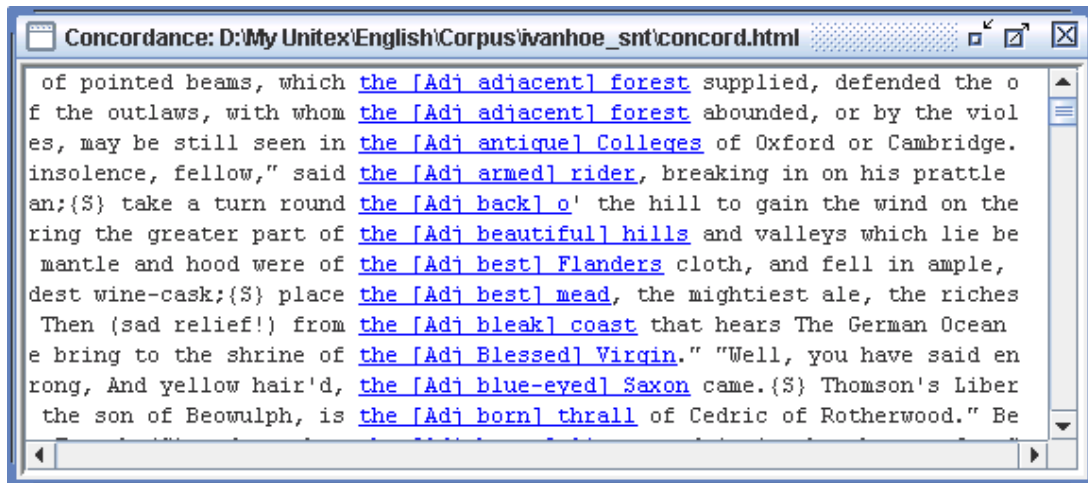 Concordance: D:\My Unitex\English\Corpus\ivanhoe_snt\concord.html
of pointed beams, which the [Adj adjacent] forest supplied, defended the o
f the outlaws, with whom the [Adj adjacent] forest abounded, or by the viol
es, may be still seen in the [Adj antique] Colleges of Oxford or Cambridge.
insolence, fellow," said the [Adj armed] rider, breaking in on his prattle
an;{S} take a turn round the [Adj back] o' the hill to gain the wind on the
ring the greater part of the [Adj beautiful] hills and valleys which lie be
mantle and hood were of the [Adj best] Flanders cloth, and fell in ample,
dest wine-cask;{S} place the [Adj best] mead, the mightiest ale, the riches
Then (sad relief!) from the [Adj bleak] coast that hears The German Ocean
e bring to the shrine of the [Adj Blessed] Virgin." "Well, you have said en
rong, And yellow hair'd, the [Adj blue-eyed] Saxon came.{S} Thomson's Liber
the son of Beowulph, is the [Adj born] thrall of Cedric of Rotherwood." Be